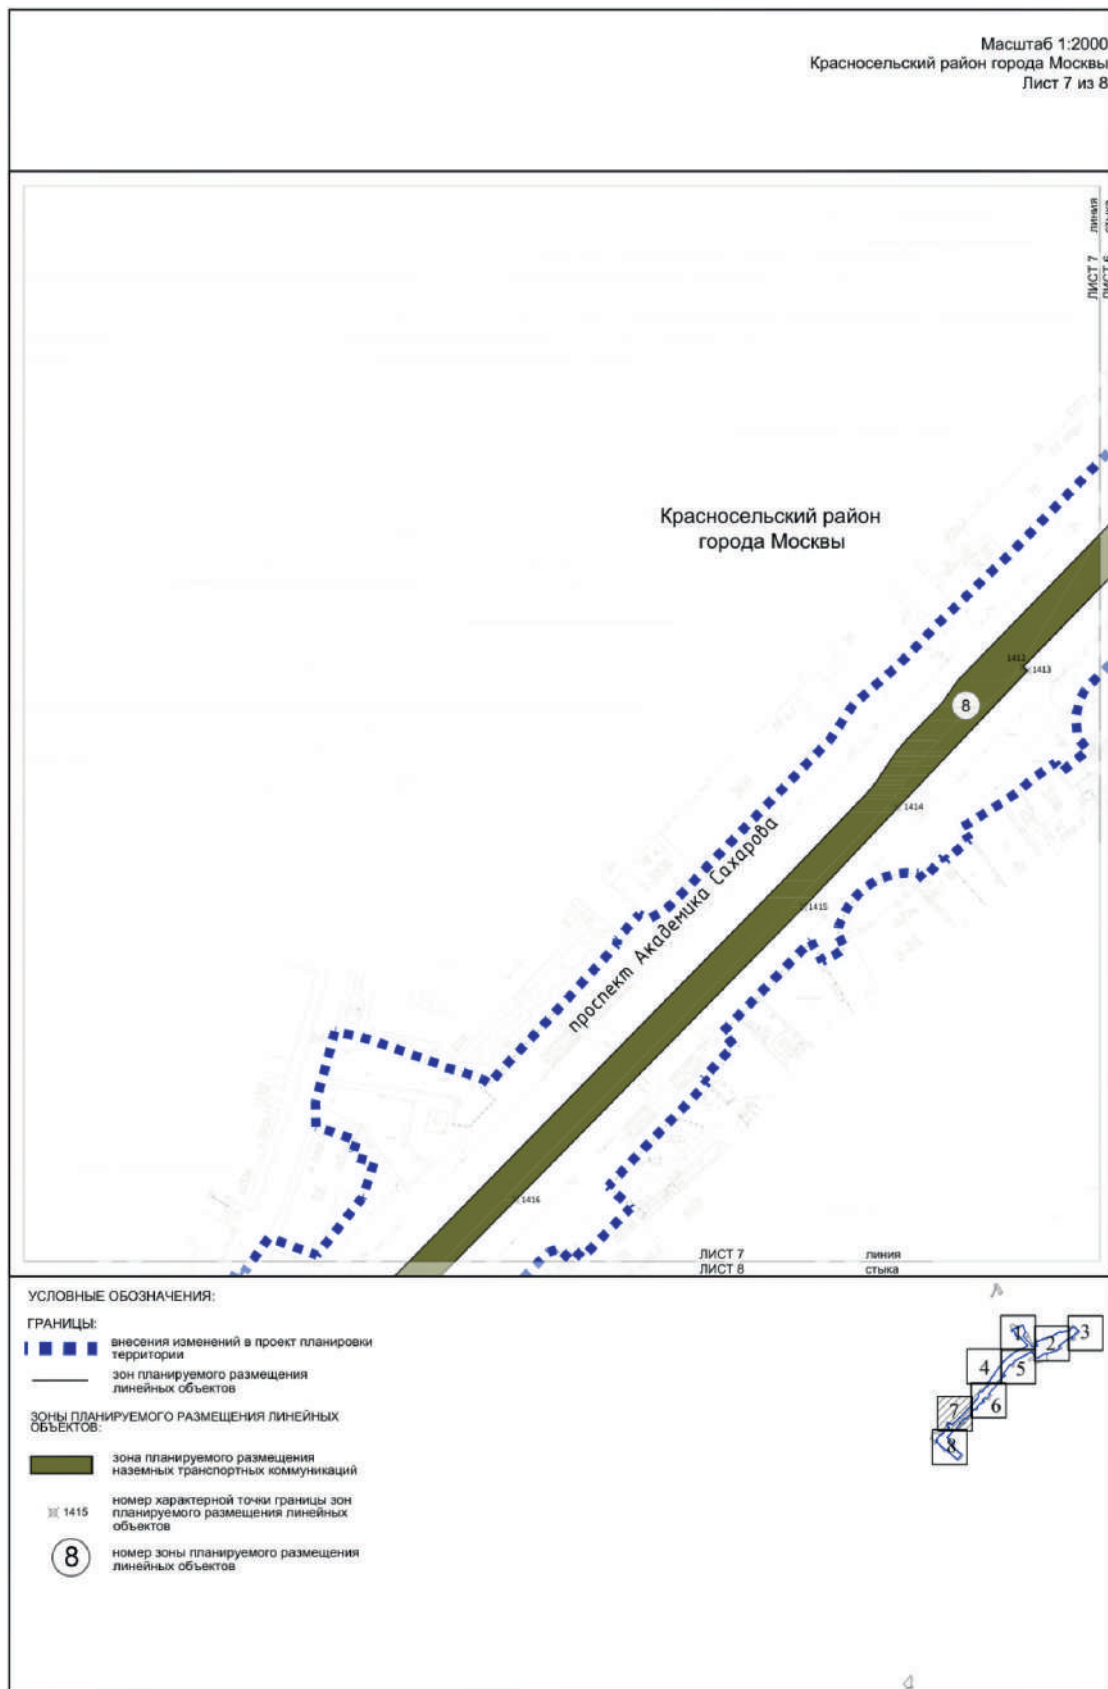 Масштаб 1:2000
Красносельский район города Москвы
Лист 7 из 8
линия
ЛИСТ 7
Красносельский район
города Москвы
1412
1413
8
1414
проспект Академика Сахарова
1415
1416
ЛИСТ 7 линия
ЛИСТ 8 стыка
УСЛОВНЫЕ ОБОЗНАЧЕНИЯ:
ГРАНИЦЫ:
внесения изменений в проект планировки
территории
зон планируемого размещения
линейных объектов
ЗОНЫ ПЛАНИРУЕМОГО РАЗМЕЩЕНИЯ ЛИНЕЙНЫХ
ОБЪЕКТОВ:
зона планируемого размещения
наземных транспортных коммуникаций
1415
номер характерной точки границы зон
планируемого размещения линейных
объектов
8
номер зоны планируемого размещения
линейных объектов
1
2
3
4
5
6
7
8